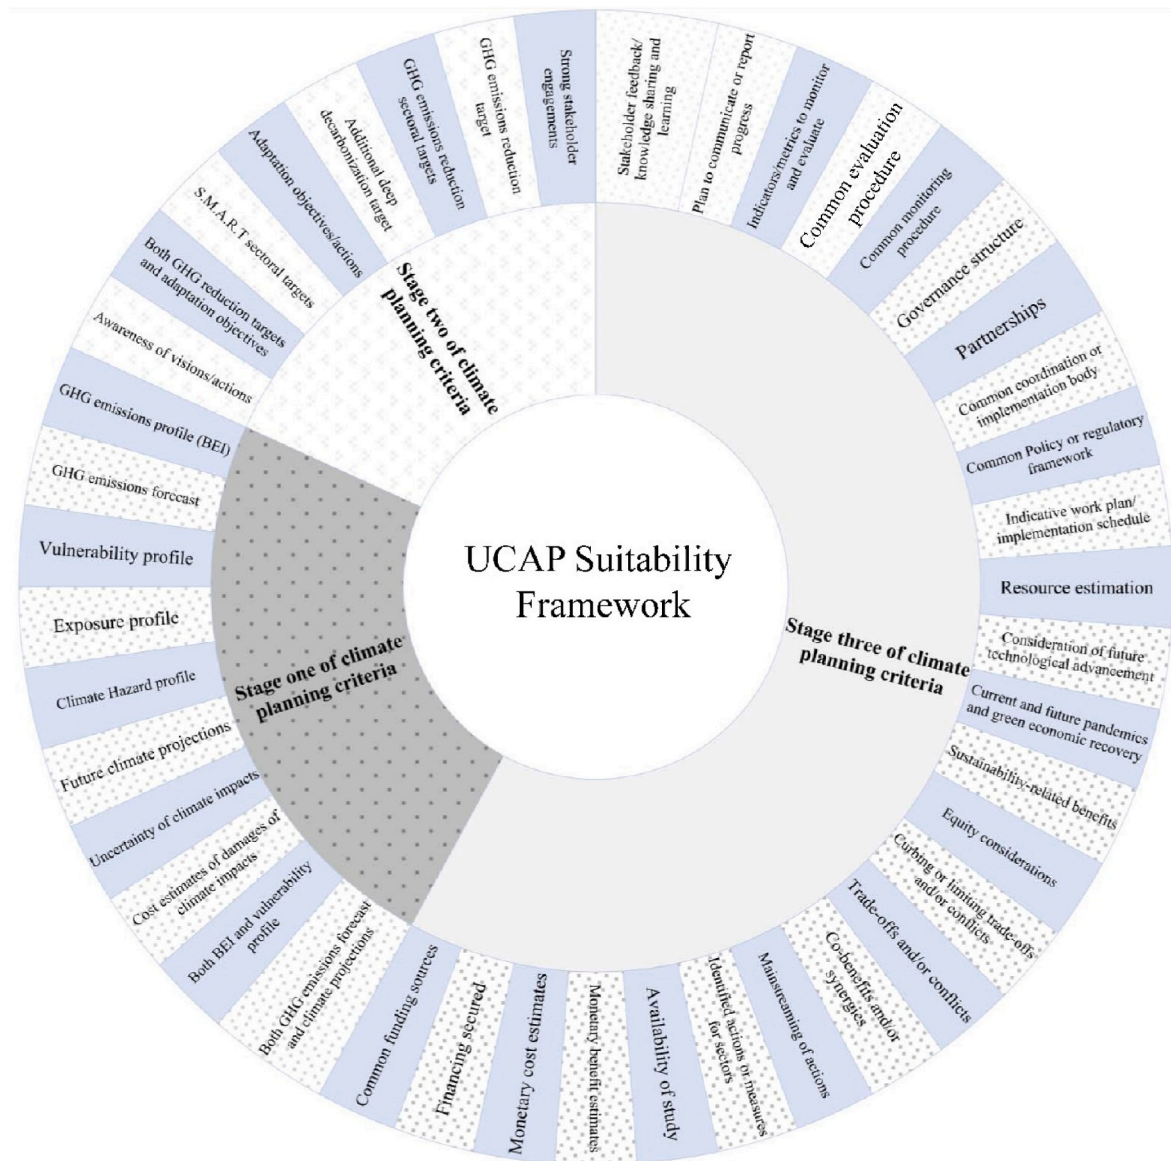 UCAP Suitability
Framework
Stage one of climate
planning criteria
Stage two of climate
planning criteria
Stage three of climate
planning criteria
Stakeholder feedback/
knowledge sharing and
learning
Plan to communicate or report
progress
Indicators/metrics to monitor
and evaluate
Common evaluation
procedure
Common monitoring
procedure
Governance structure
Partnerships
Common coordination or
implementation body
Common Policy or regulatory
framework
Indicative work plan/
implementation schedule
Resource estimation
Consideration of future
technological advancement
Current and future pandemics
and green economic recovery
Sustainability-related benefits
Equity considerations
Curbing or limiting trade-offs
and/or conflicts
Trade-offs and/or conflicts
Co-benefits and/or
synergies
Mainstreaming of actions
Identified actions or measures
for sectors
Availability of study
Monetary benefit estimates
Monetary cost estimates
Financing secured
Common funding sources
Both GHG emissions forecast
and climate projections
Both BEI and vulnerability
profile
Cost estimates of damages of
climate impacts
Uncertainty of climate impacts
Future climate projections
Climate Hazard profile
Exposure profile
Vulnerability profile
GHG emissions forecast
GHG emissions profile (BEI)
Awareness of visions/actions
Both GHG reduction targets
and adaptation objectives
S.M.A.R.T sectoral targets
Adaptation objectives/actions
Additional deep
decarbonization target
GHG emissions reduction
sectoral targets
GHG emissions reduction
target
Strong stakeholder
engagements